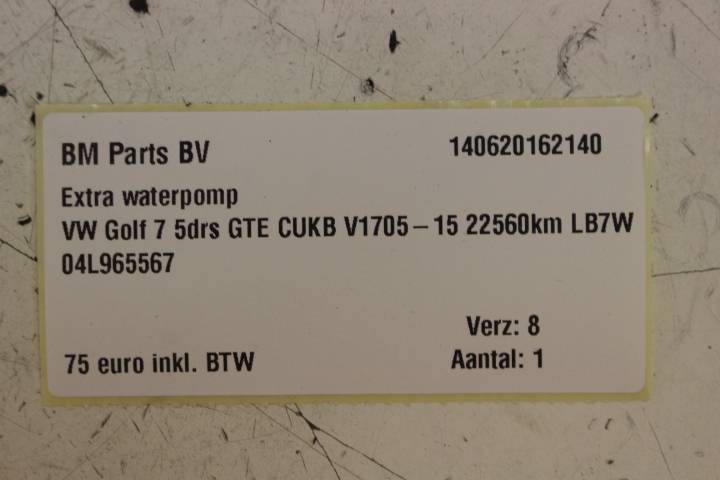 BM Parts BV 140620162140
Extra waterpomp
VW Golf 7 5drs GTE CUKB V1705-15 22560km LB7W
04L965567
Verz: 8
75 euro inkl. BTW Aantal: 1